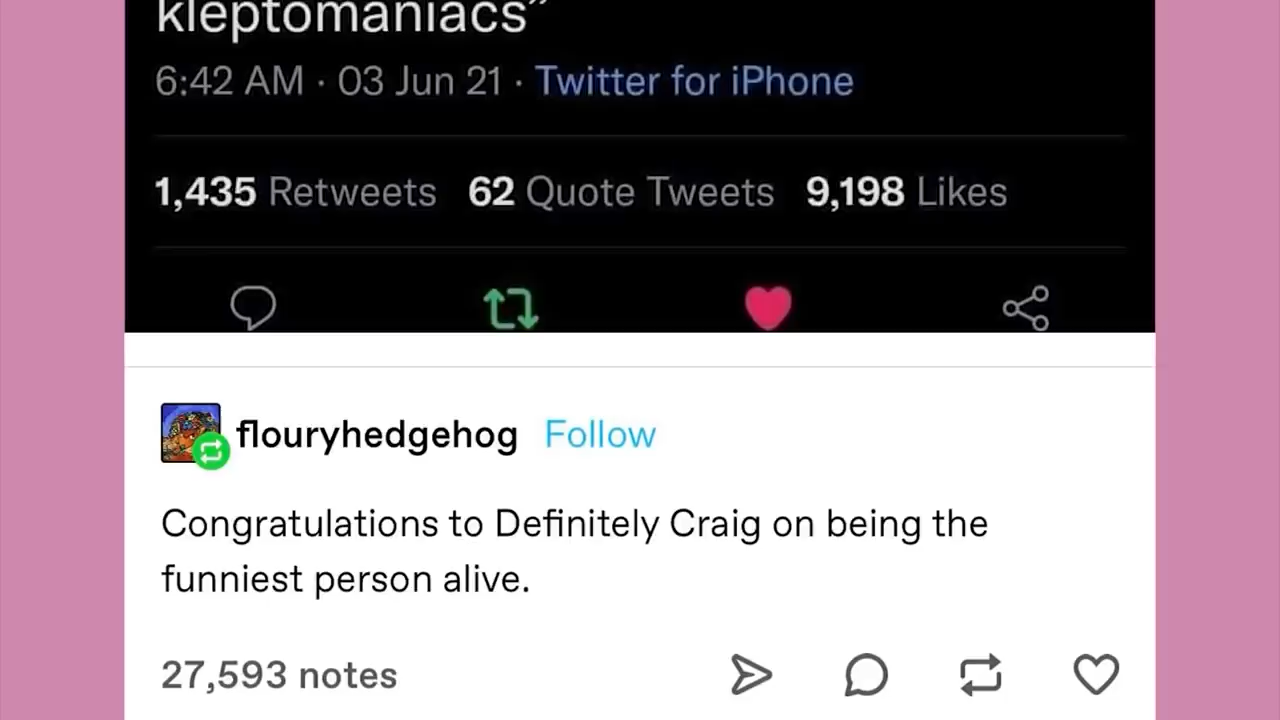 kleptomaniacs”
6:42 AM · 03 Jun 21 · Twitter for iPhone
1,435 Retweets 62 Quote Tweets 9,198 Likes
flouryhedgehog Follow
Congratulations to Definitely Craig on being the
funniest person alive.
27,593 notes